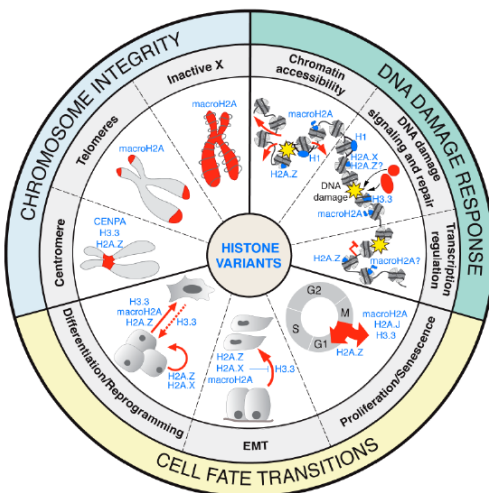 CHROMOSOME INTEGRITY
DNA DAMAGE RESPONSE
CELL FATE TRANSITIONS
HISTONE
VARIANTS
Inactive X
macroH2A
Telomeres
macroH2A
Centromere
CENPA
H3.3
H2A.Z
Chromatin
accessibility
macroH2A
H1
H2A.Z
DNA damage
signaling and repair
H1
H2A.X
H2A.Z?
DNA
damage
H3.3
macroH2A
Transcription
regulation
H2A.Z
macroH2A?
Proliferation/Senescence
G2
M
S
G1
macroH2A
H2A.J
H3.3
H2A.Z
EMT
H2A.Z
H2A.X
macroH2A
H3.3
Differentiation/Reprogramming
H3.3
macroH2A
H2A.Z
H3.3
H2A.Z
H2A.X